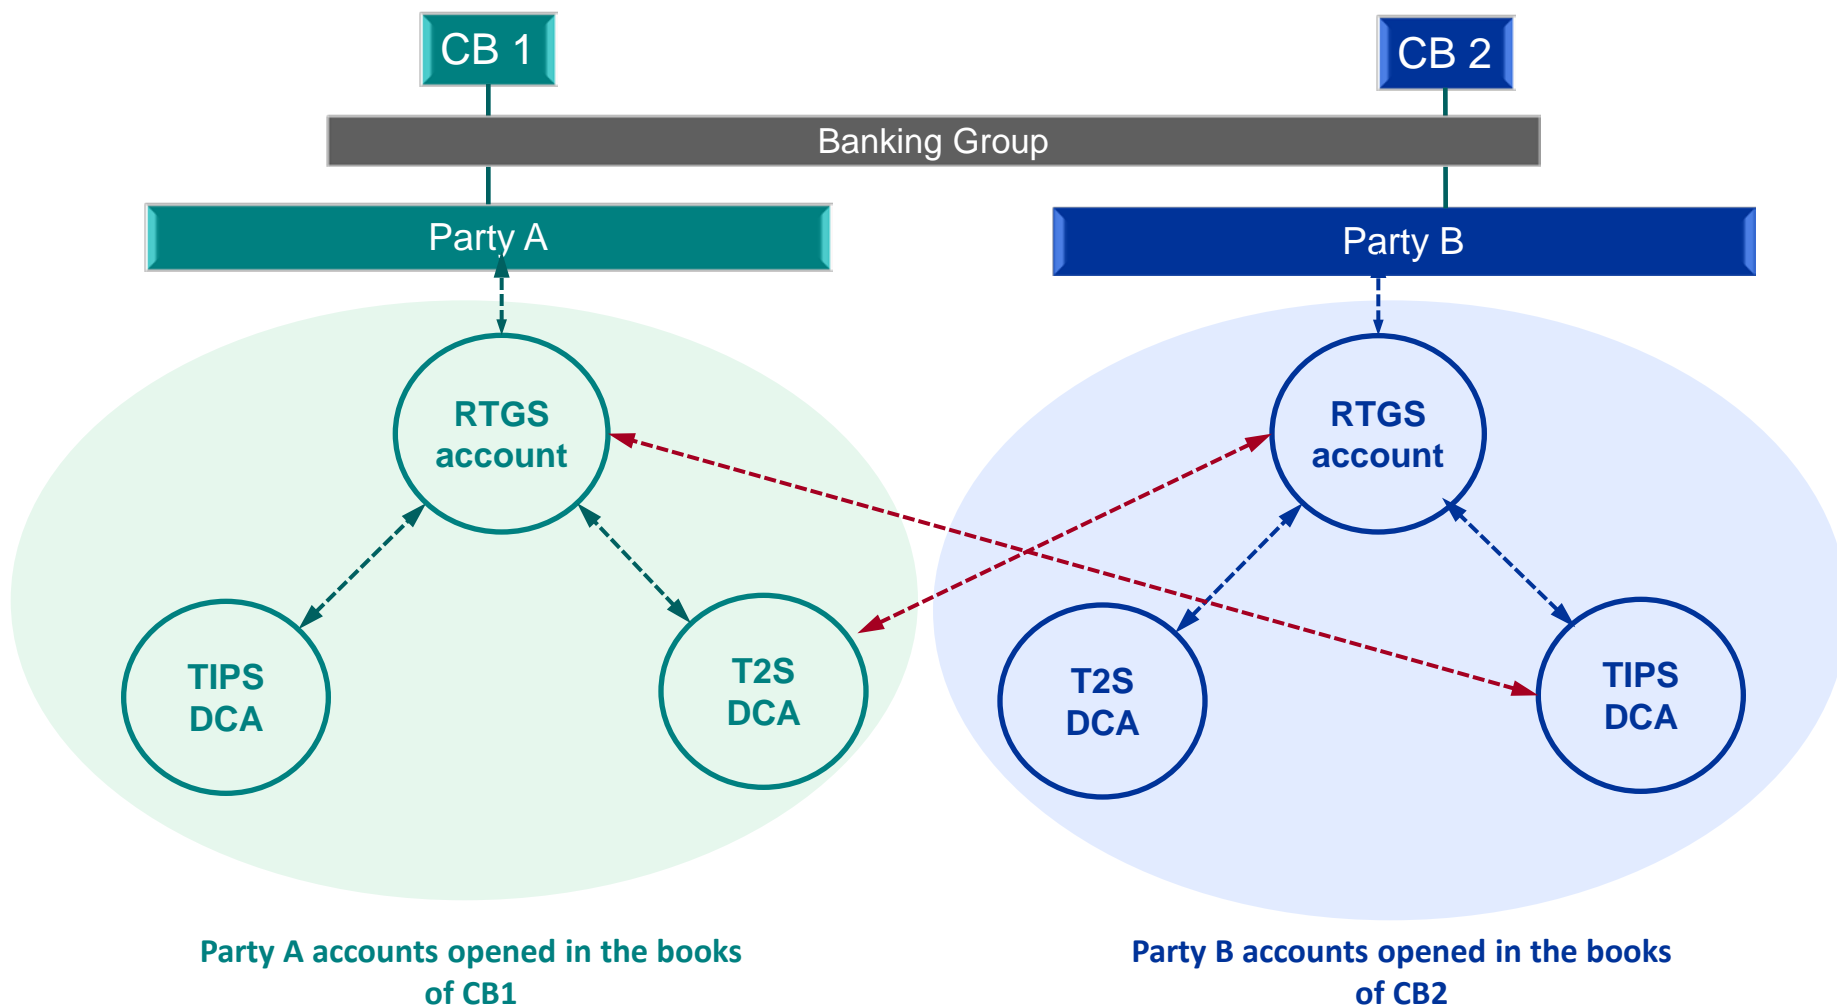 CB 1
CB 2
Banking Group
Party A
Party B
RTGS
account
RTGS
account
TIPS
DCA
T2S
DCA
T2S
DCA
TIPS
DCA
Party A accounts opened in the books
of CB1
Party B accounts opened in the books
of CB2